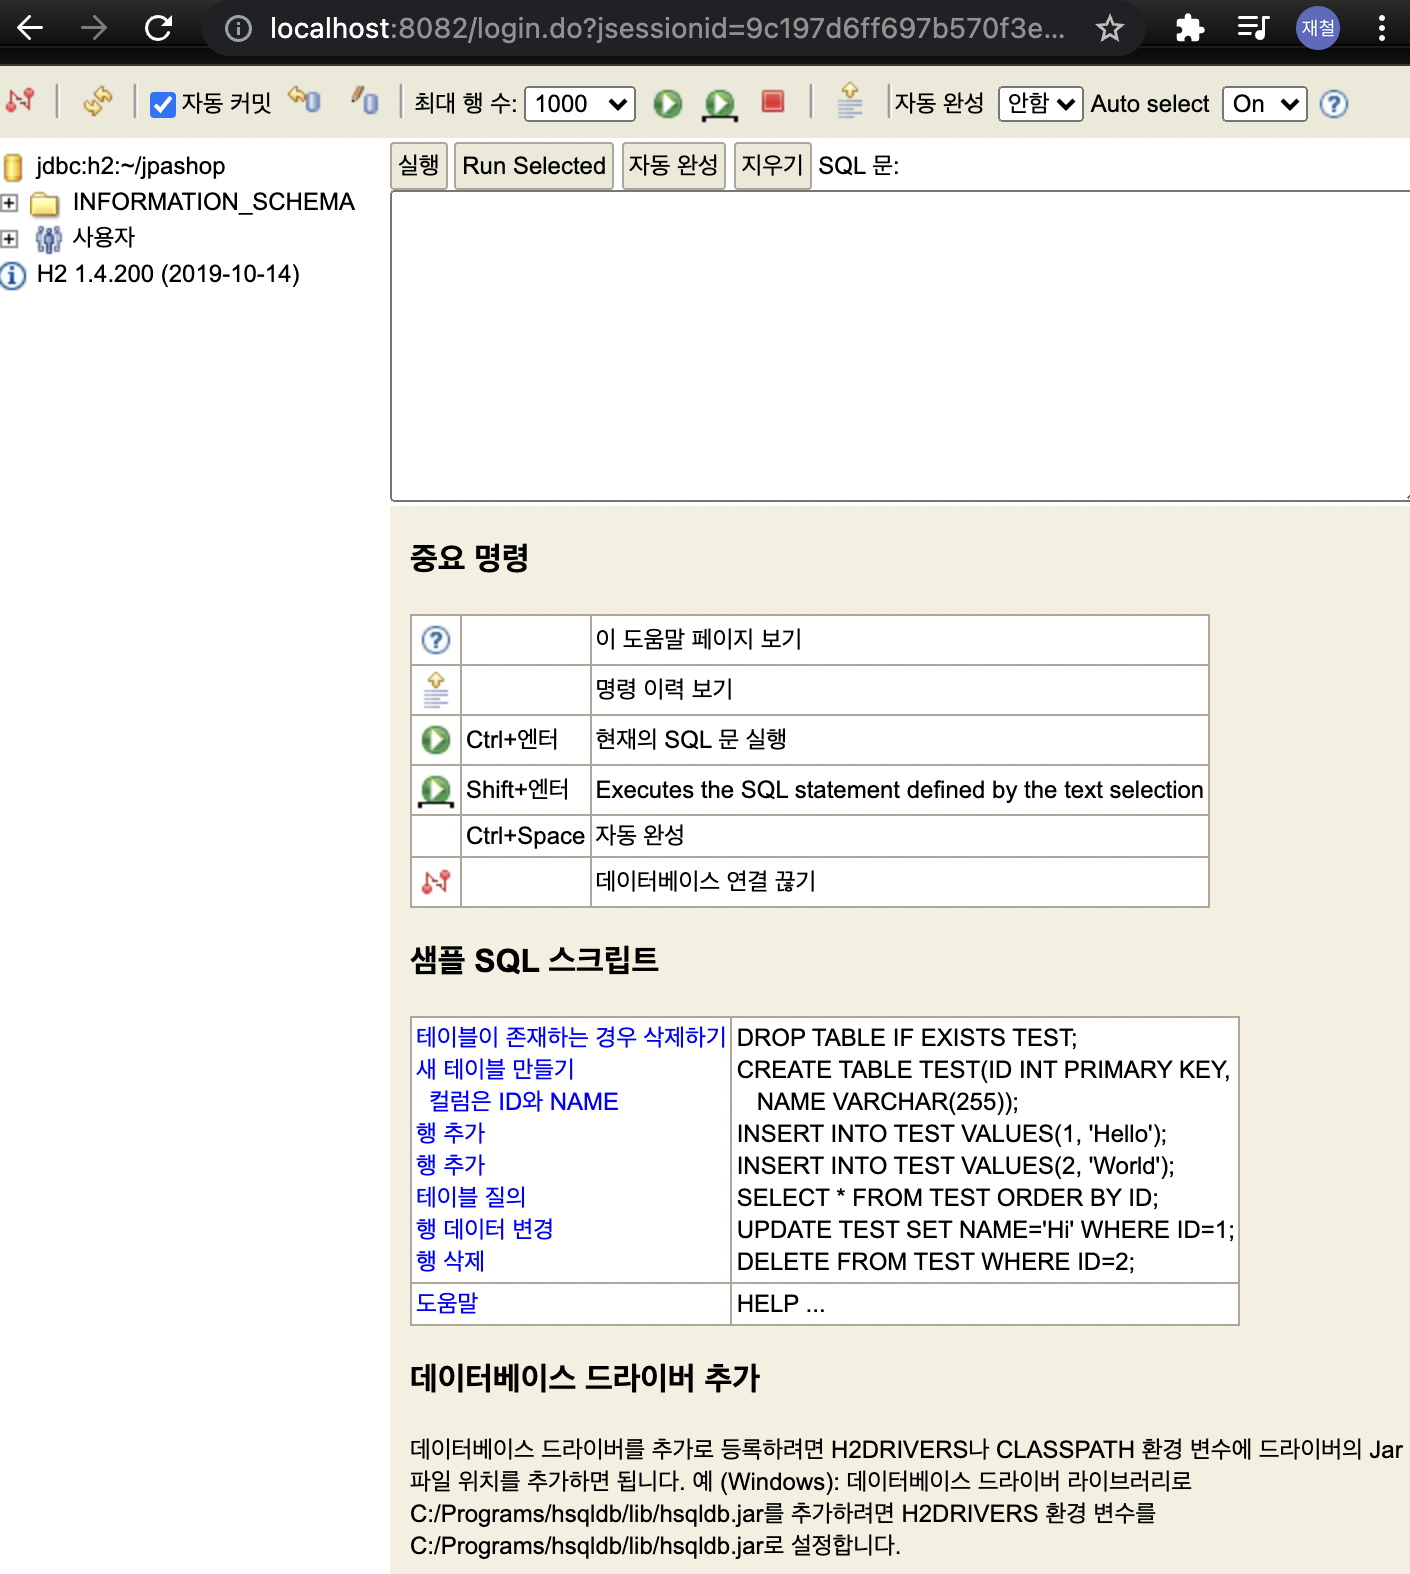 localhost:8082/login.do?jsessionid=9c197d6ff697b570f3e...
재철
자동 커밋
최대 행 수: 1000
자동 완성 안함 Auto select On
jdbc:h2:~/jpashop
INFORMATION_SCHEMA
사용자
H2 1.4.200 (2019-10-14)
실행 Run Selected 자동 완성 지우기 SQL 문:
중요 명령
이 도움말 페이지 보기
명령 이력 보기
Ctrl+엔터 현재의 SQL 문 실행
Shift+엔터 Executes the SQL statement defined by the text selection
Ctrl+Space 자동 완성
데이터베이스 연결 끊기
샘플 SQL 스크립트
테이블이 존재하는 경우 삭제하기 DROP TABLE IF EXISTS TEST;
새 테이블 만들기 CREATE TABLE TEST(ID INT PRIMARY KEY,
컬럼은 ID와 NAME NAME VARCHAR(255));
행 추가 INSERT INTO TEST VALUES(1, 'Hello');
행 추가 INSERT INTO TEST VALUES(2, 'World');
테이블 질의 SELECT * FROM TEST ORDER BY ID;
행 데이터 변경 UPDATE TEST SET NAME='Hi' WHERE ID=1;
행 삭제 DELETE FROM TEST WHERE ID=2;
도움말 HELP ...
데이터베이스 드라이버 추가
데이터베이스 드라이버를 추가로 등록하려면 H2DRIVERS나 CLASSPATH 환경 변수에 드라이버의 Jar
파일 위치를 추가하면 됩니다. 예 (Windows): 데이터베이스 드라이버 라이브러리로
C:/Programs/hsqldb/lib/hsqldb.jar를 추가하려면 H2DRIVERS 환경 변수를
C:/Programs/hsqldb/lib/hsqldb.jar로 설정합니다.